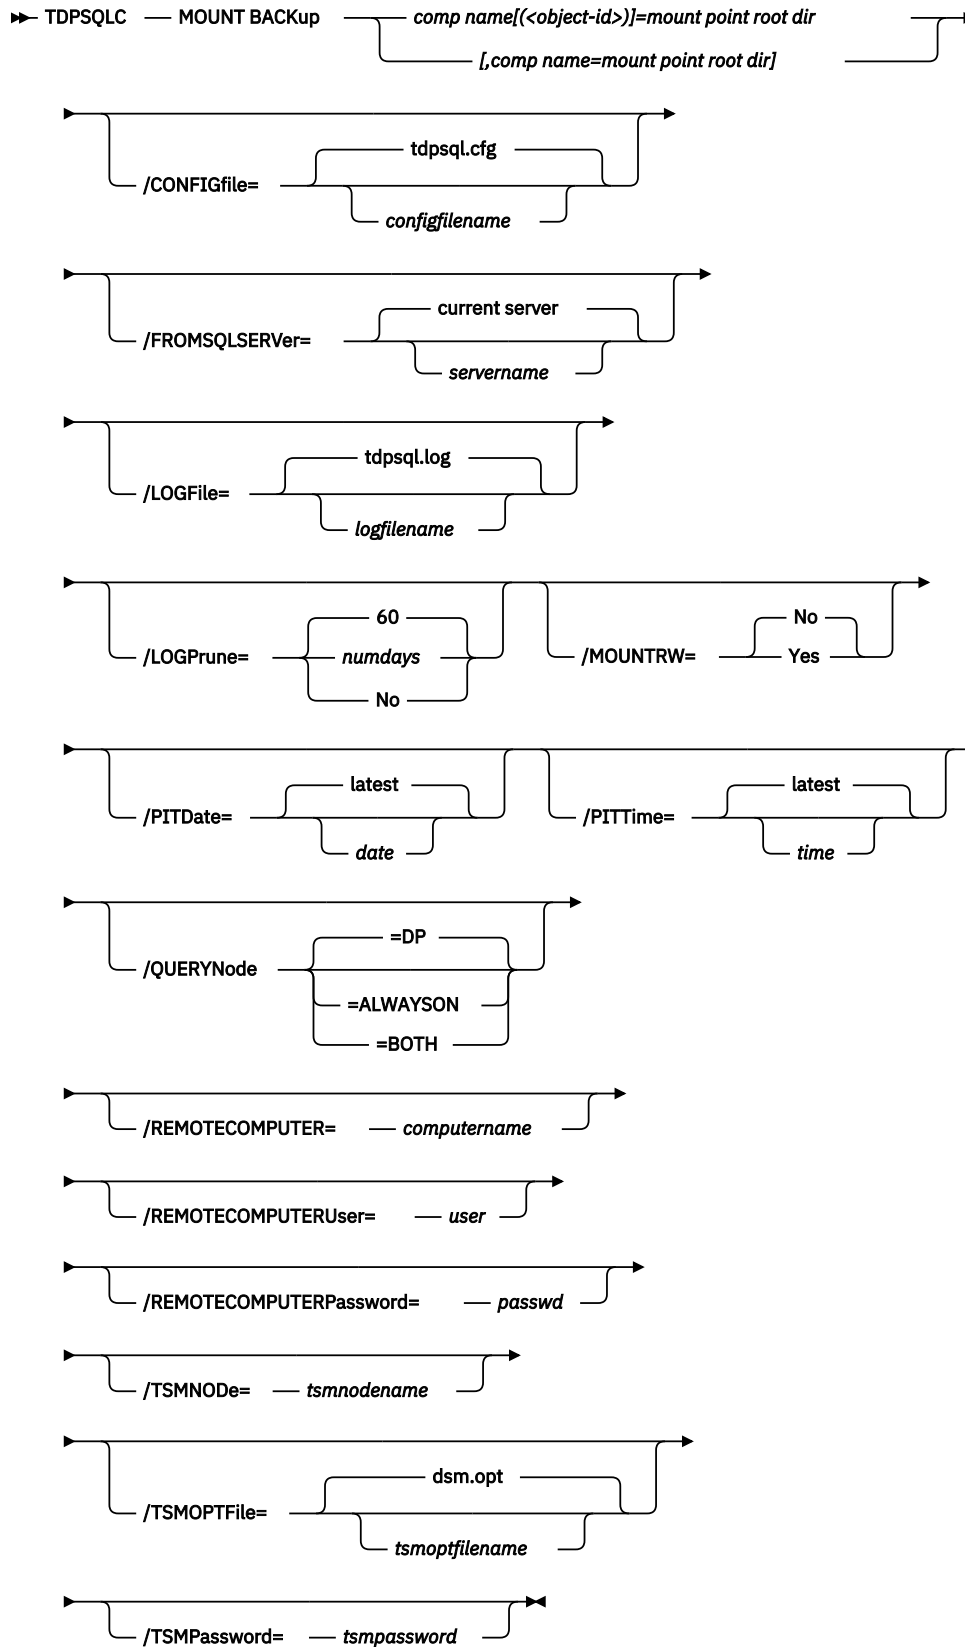 TDPSQLC MOUNT BACKup comp name[(<object-id>)]=mount point root dir
[,comp name=mount point root dir]
tdpsql.cfg
/CONFIGfile=
configfilename
current server
/FROMSQLSERVer=
servername
tdpsql.log
/LOGFile=
logfilename
60 No
/LOGPrune= numdays /MOUNTRW= Yes
No
latest latest
/PITDate= /PITTime=
date time
=DP
/QUERYNode
=ALWAYSON
=BOTH
/REMOTECOMPUTER= computername
/REMOTECOMPUTERUser= user
/REMOTECOMPUTERPassword= passwd
/TSMNODe= tsmnodename
dsm.opt
/TSMOPTFile=
tsmoptfilename
/TSMPassword= tsmpassword